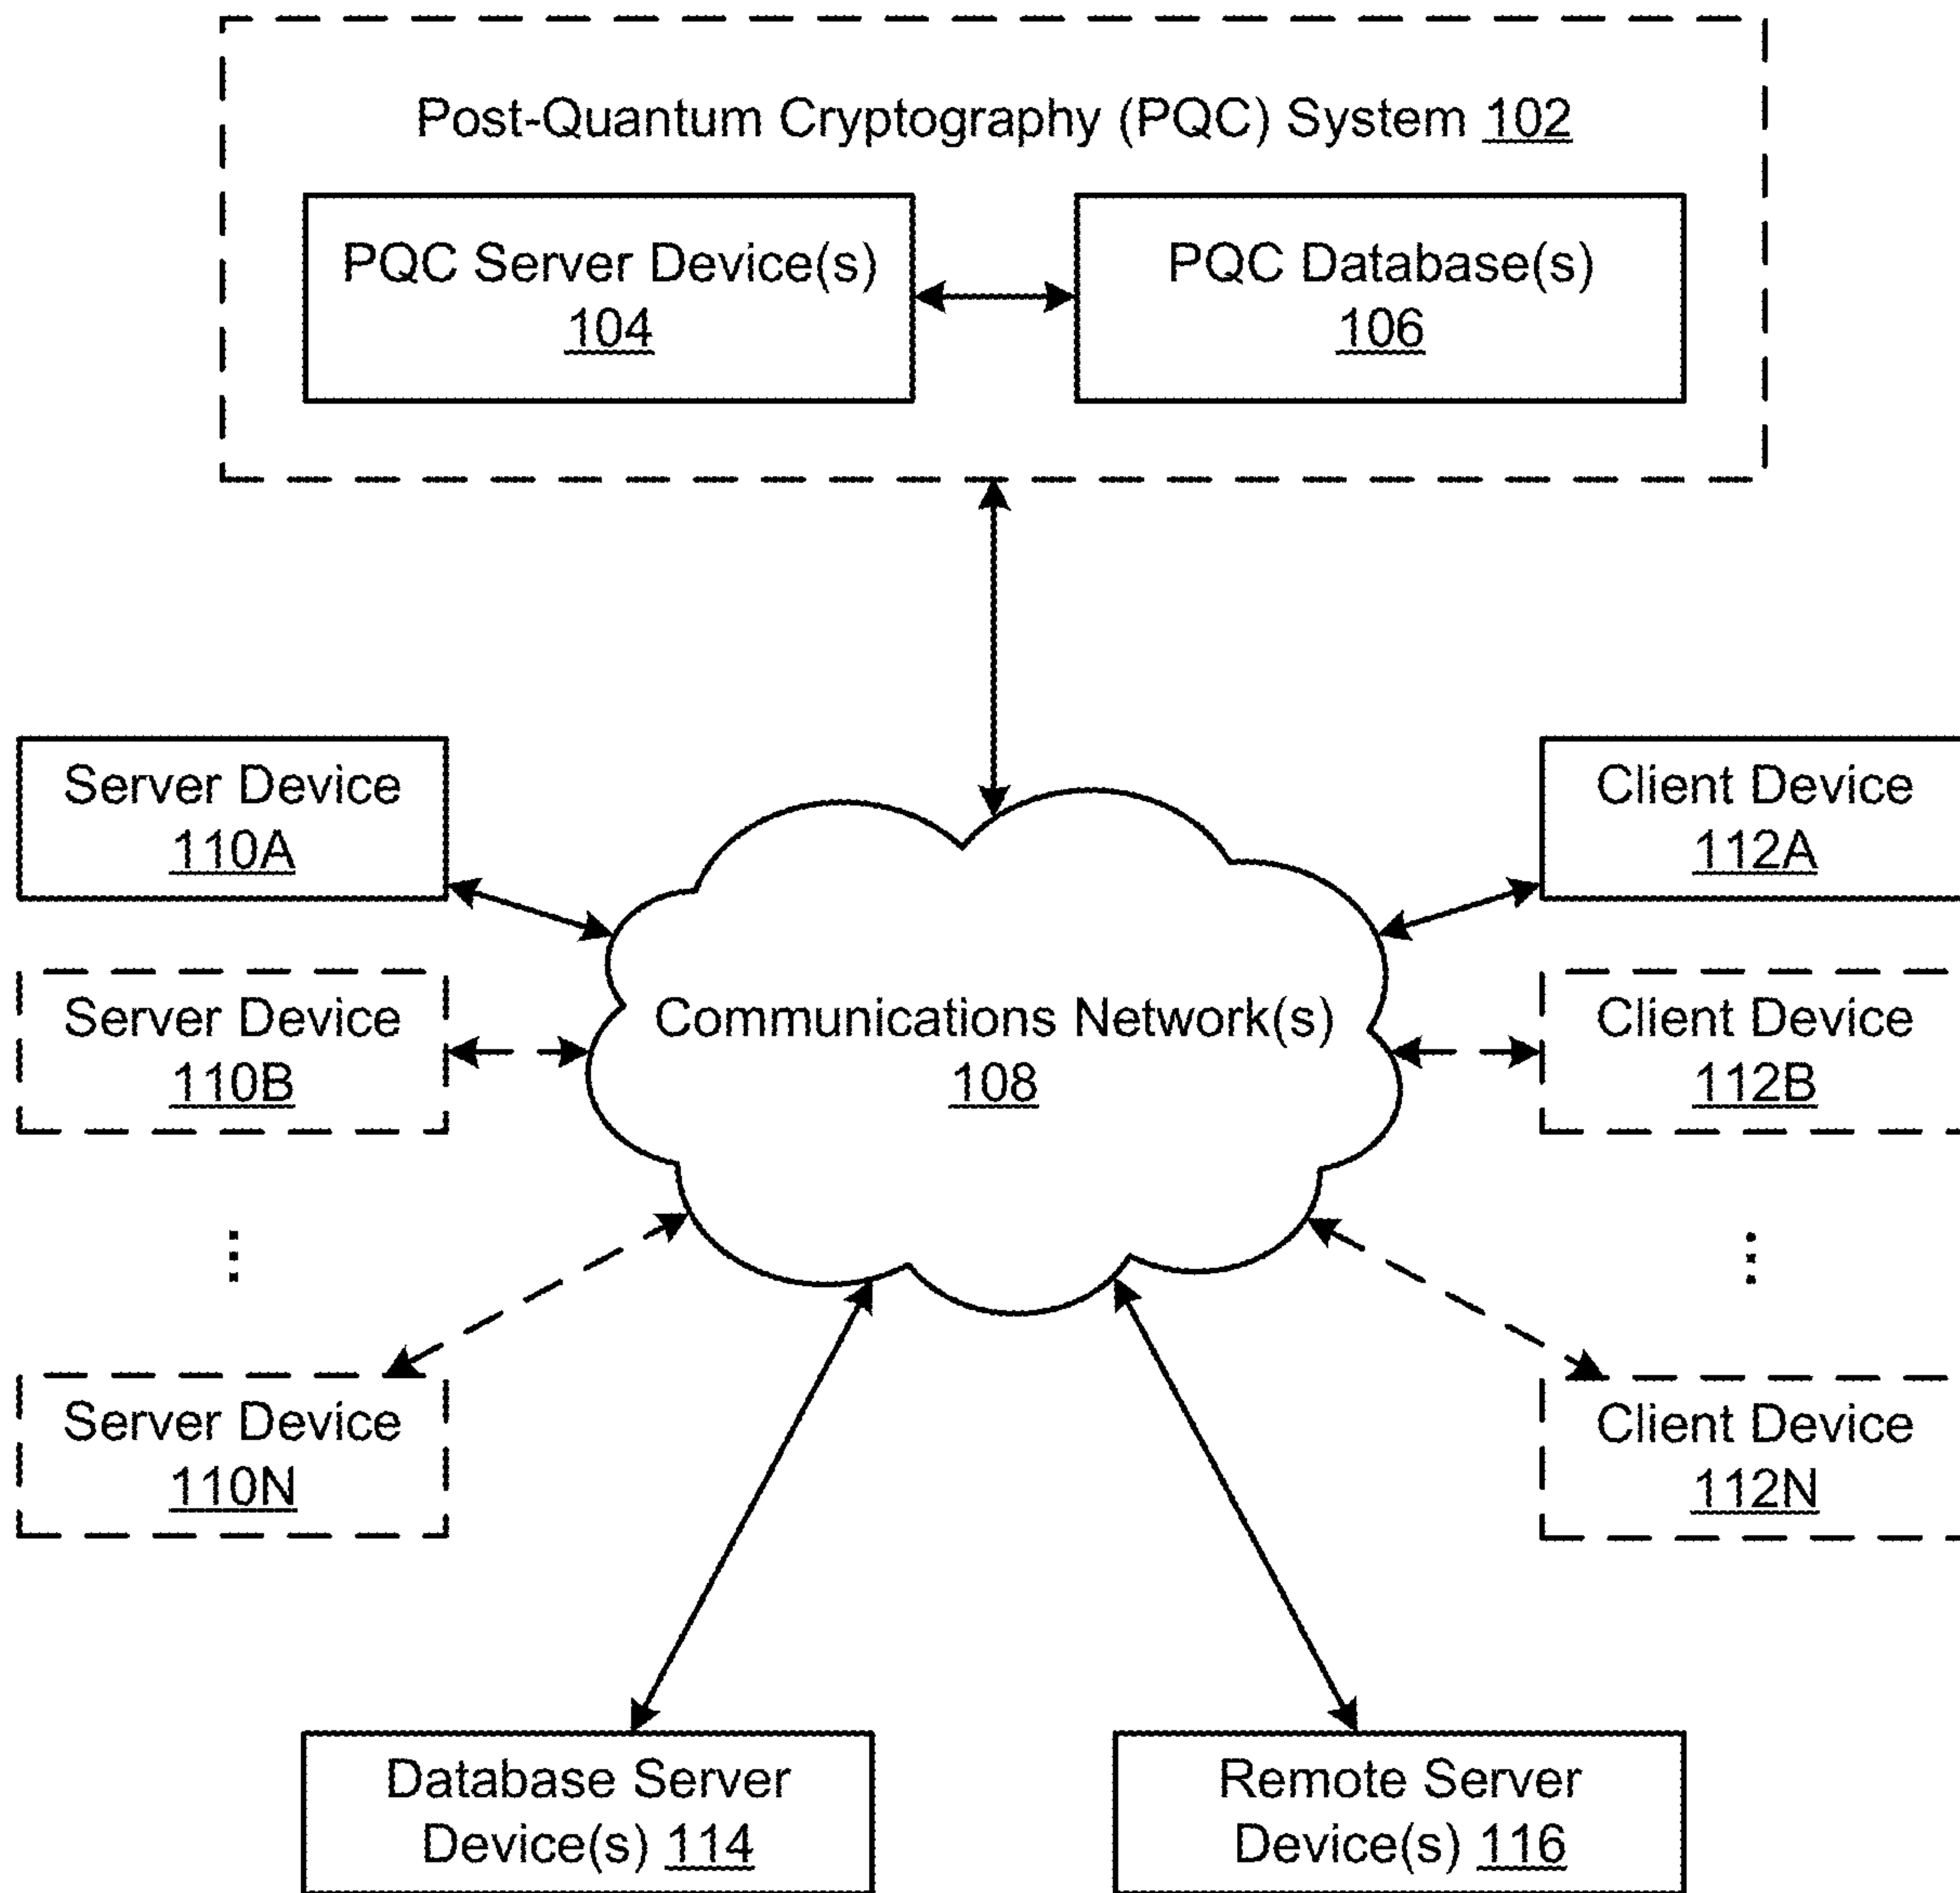 Post-Quantum Cryptography (PQC) System 102
PQC Server Device(s)
104
PQC Database(s)
106
Server Device
110A
Client Device
112A
Communications Network(s)
108
Server Device
110B
Client Device
112B
⋮
⋮
Server Device
110N
Client Device
112N
Database Server
Device(s) 114
Remote Server
Device(s) 116